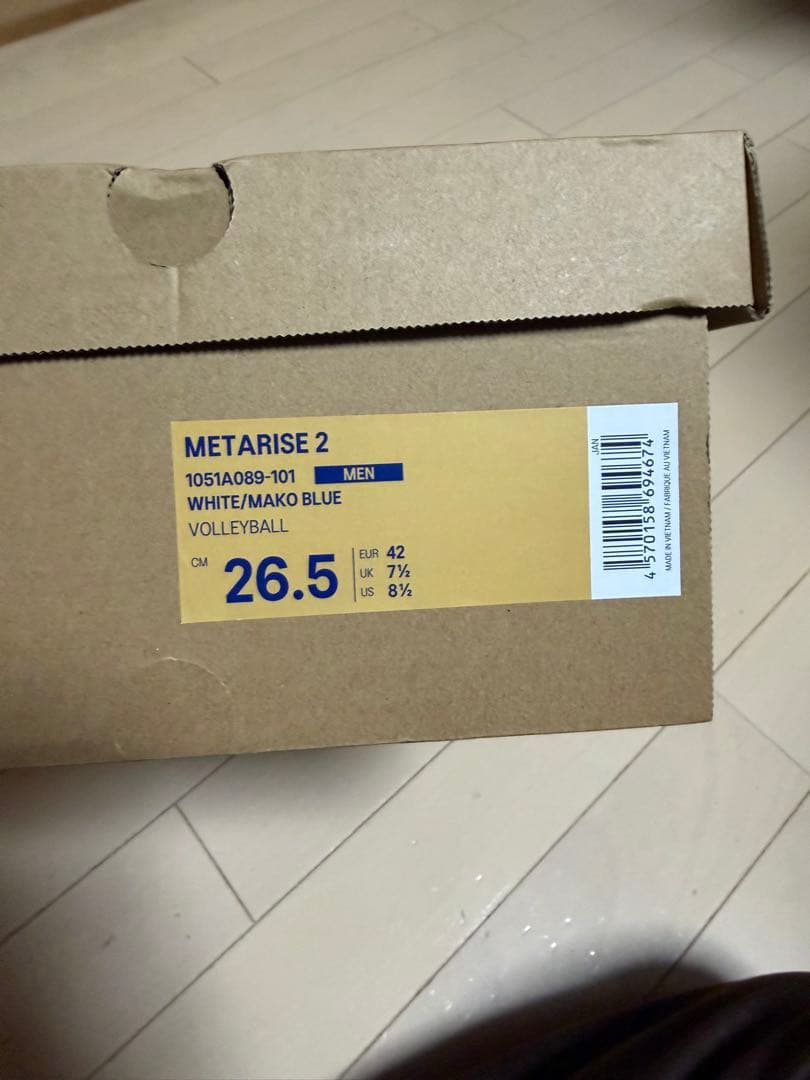 METARISE 2
1051A089-101 MEN
WHITE/MAKO BLUE
VOLLEYBALL
CM 26.5
EUR 42
UK 7½
US 8½
JAN
4 570158 694674
MADE IN VIETNAM / FABRIQUE AU VIETNAM